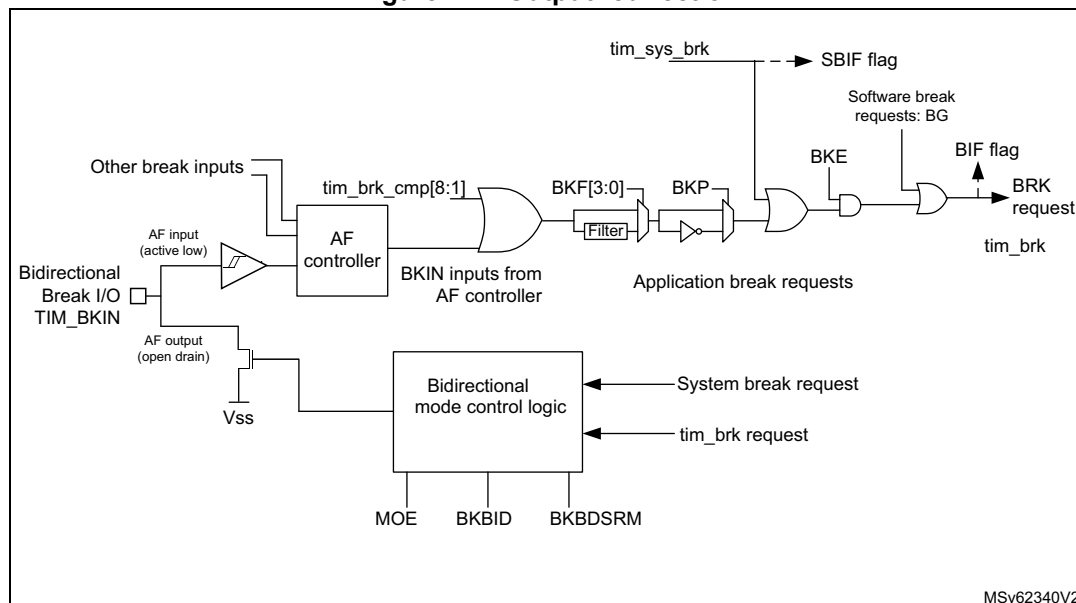 tim_sys_brk
SBIF flag
Software break
requests: BG
BKE
BIF flag
Other break inputs
tim_brk_cmp[8:1]
BKF[3:0]
BKP
BRK
request
Filter
AF input
(active low)
AF
controller
tim_brk
BKIN inputs from
AF controller
Application break requests
Bidirectional
Break I/O
TIM_BKIN
AF output
(open drain)
Bidirectional
mode control logic
System break request
Vss
tim_brk request
MOE
BKBID
BKBDSRM
MSv62340V2